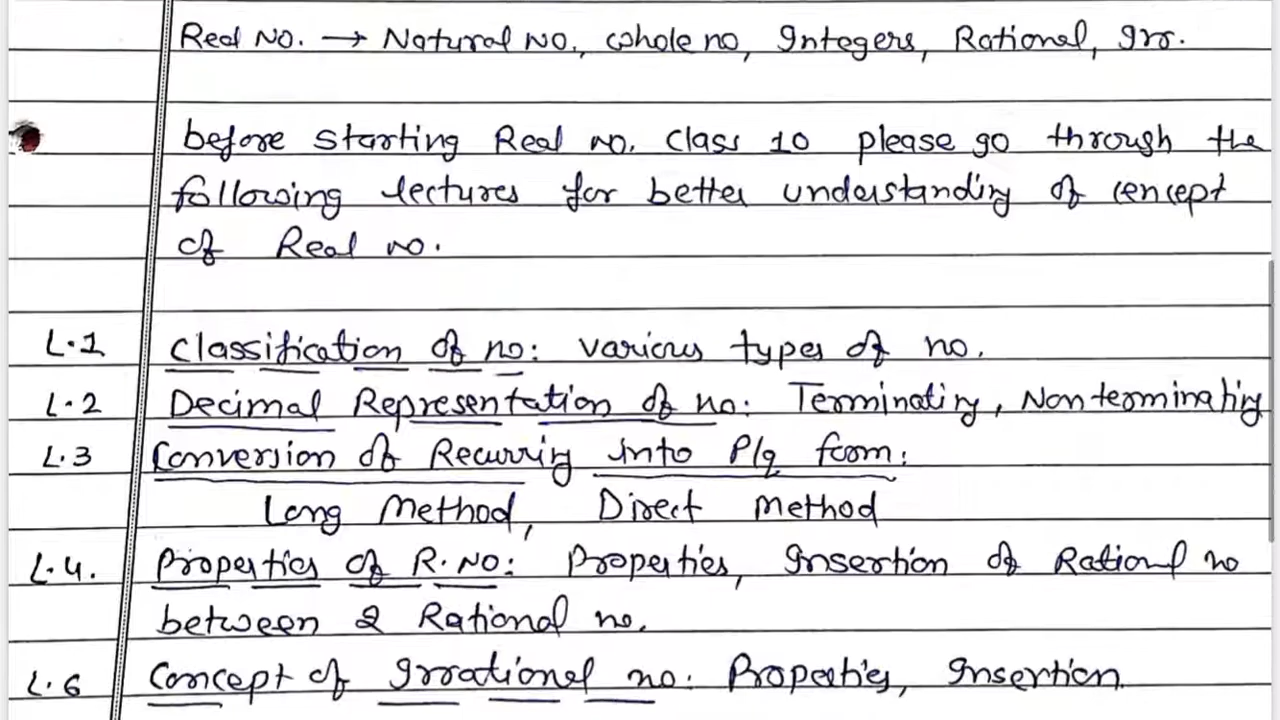 Real No. → Natural No., whole no, Integers, Rational, Irr.
before starting Real no. class 10 please go through the
following lectures for better understanding of concept
of Real no.
L.1 Classification of no: various types of no.
L.2 Decimal Representation of no: Terminating, Non terminating
L.3 Conversion of Recurring into P/q form:
Long Method, Direct Method
L.4. Properties of R.NO: Properties, Insertion of Rational no
between 2 Rational no.
L.6 Concept of Irrational no: Properties, Insertion.